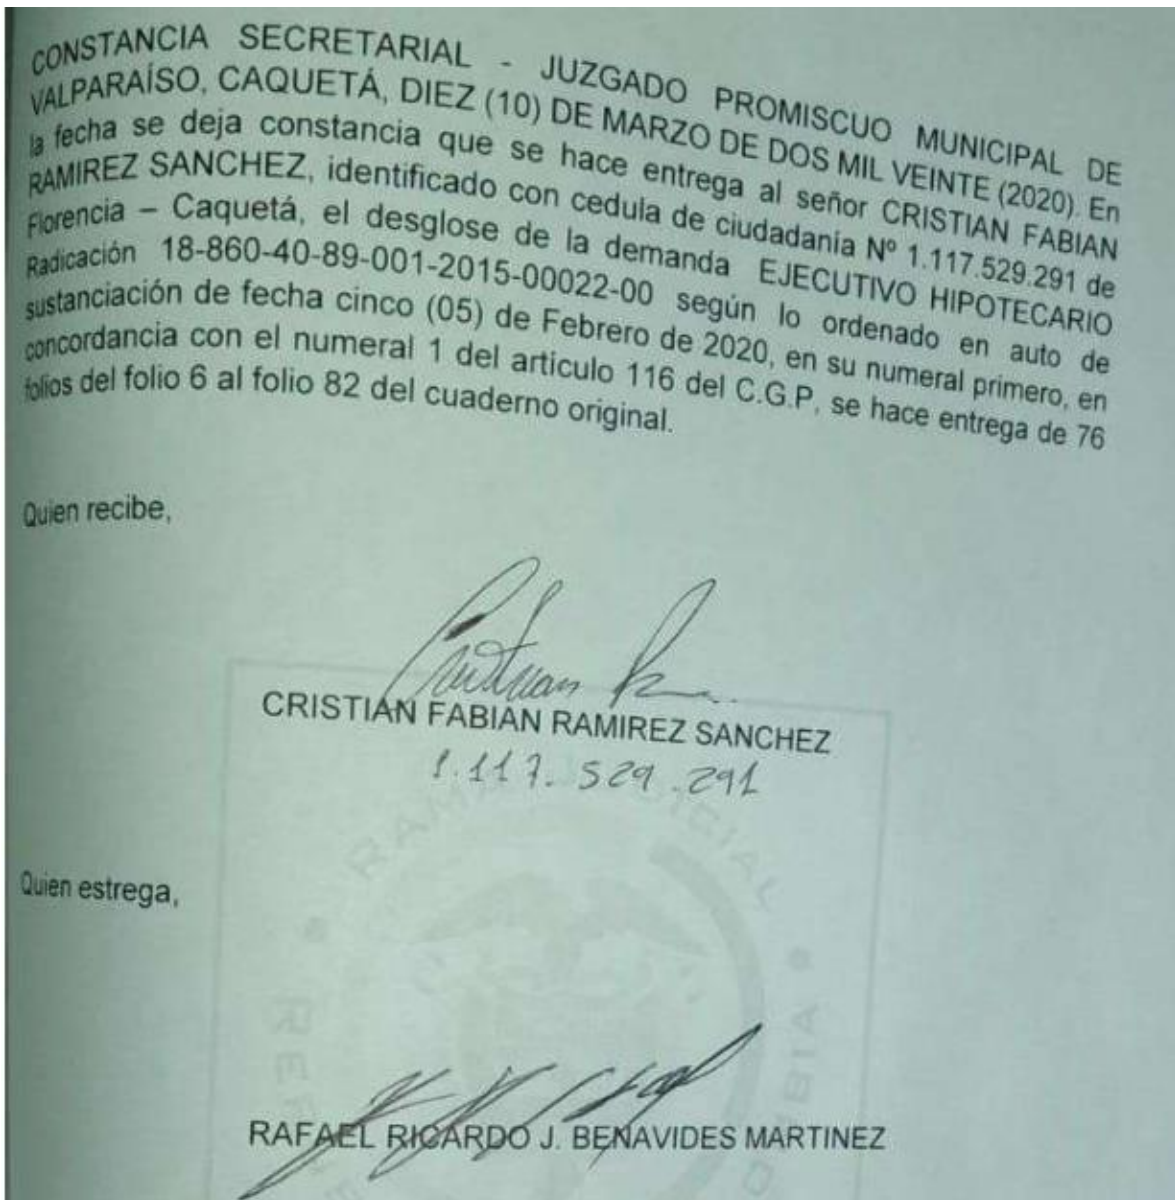 CONSTANCIA SECRETARIAL - JUZGADO PROMISCUO MUNICIPAL DE
VALPARAÍSO, CAQUETÁ, DIEZ (10) DE MARZO DE DOS MIL VEINTE (2020). En
la fecha se deja constancia que se hace entrega al señor CRISTIAN FABIAN
RAMIREZ SANCHEZ, identificado con cedula de ciudadanía Nº 1.117.529.291 de
Florencia – Caquetá, el desglose de la demanda EJECUTIVO HIPOTECARIO
Radicación 18-860-40-89-001-2015-00022-00 según lo ordenado en auto de
sustanciación de fecha cinco (05) de Febrero de 2020, en su numeral primero, en
concordancia con el numeral 1 del artículo 116 del C.G.P, se hace entrega de 76
folios del folio 6 al folio 82 del cuaderno original.
Quien recibe,
CRISTIAN FABIAN RAMIREZ SANCHEZ
1.117.529.291
Quien estrega,
RAFAEL RICARDO J. BENAVIDES MARTINEZ